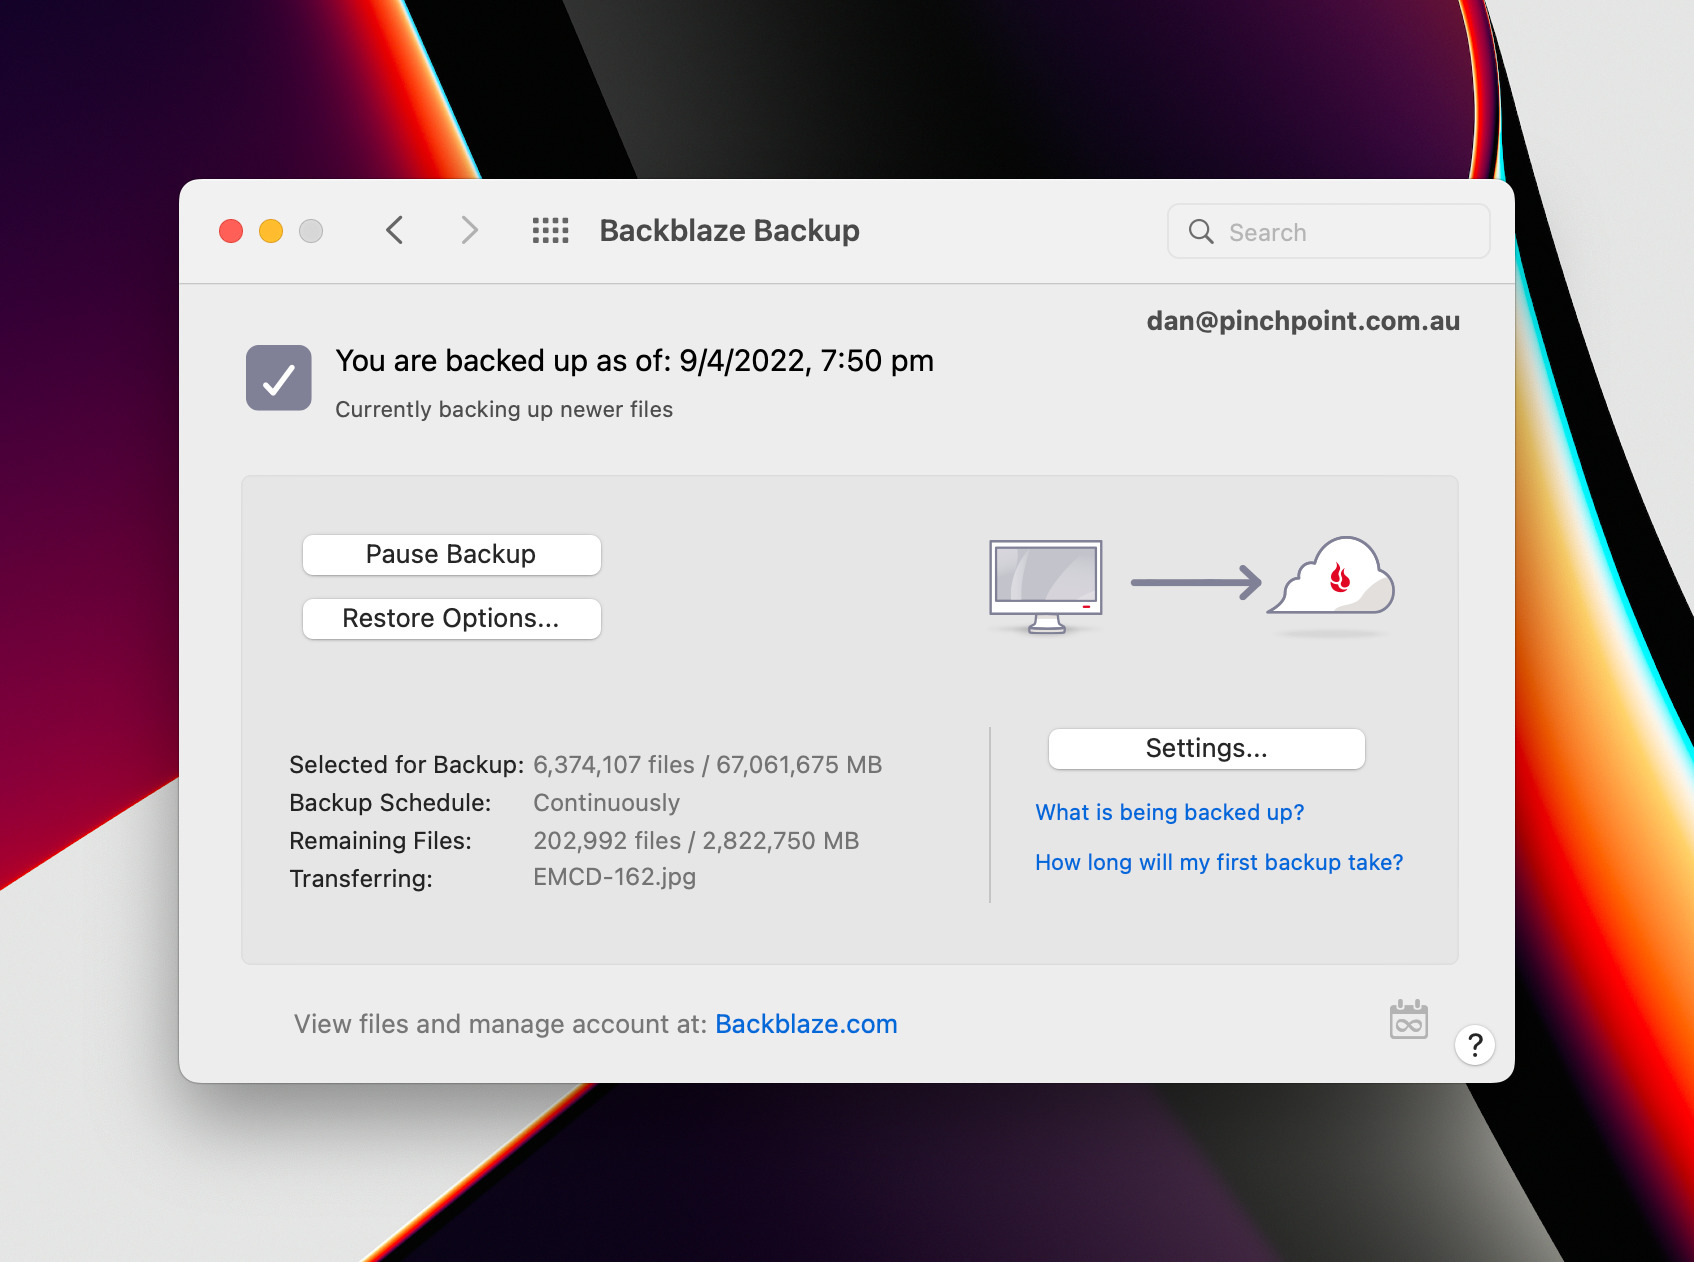 Backblaze Backup
Search
dan@pinchpoint.com.au
You are backed up as of: 9/4/2022, 7:50 pm
Currently backing up newer files
Pause Backup
Restore Options...
Selected for Backup: 6,374,107 files / 67,061,675 MB
Backup Schedule: Continuously
Remaining Files: 202,992 files / 2,822,750 MB
Transferring: EMCD-162.jpg
Settings...
What is being backed up?
How long will my first backup take?
View files and manage account at: Backblaze.com
?